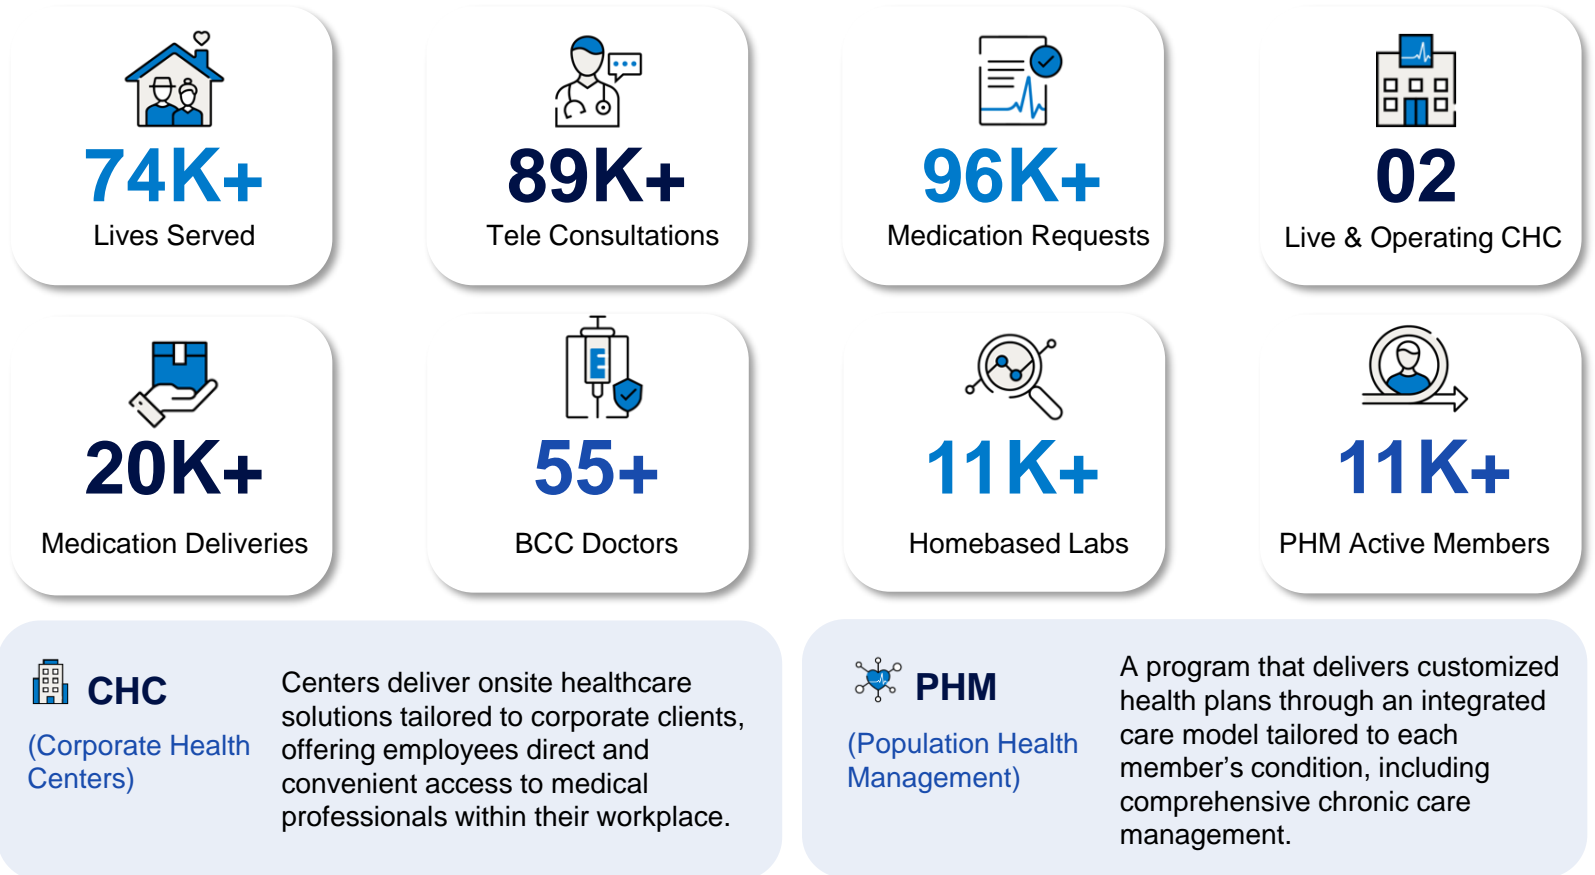 74K+
Lives Served
89K+
Tele Consultations
96K+
Medication Requests
02
Live & Operating CHC
20K+
Medication Deliveries
E
55+
BCC Doctors
11K+
Homebased Labs
11K+
PHM Active Members
CHC
(Corporate Health
Centers)
Centers deliver onsite healthcare
solutions tailored to corporate clients,
offering employees direct and
convenient access to medical
professionals within their workplace.
PHM
(Population Health
Management)
A program that delivers customized
health plans through an integrated
care model tailored to each
member’s condition, including
comprehensive chronic care
management.